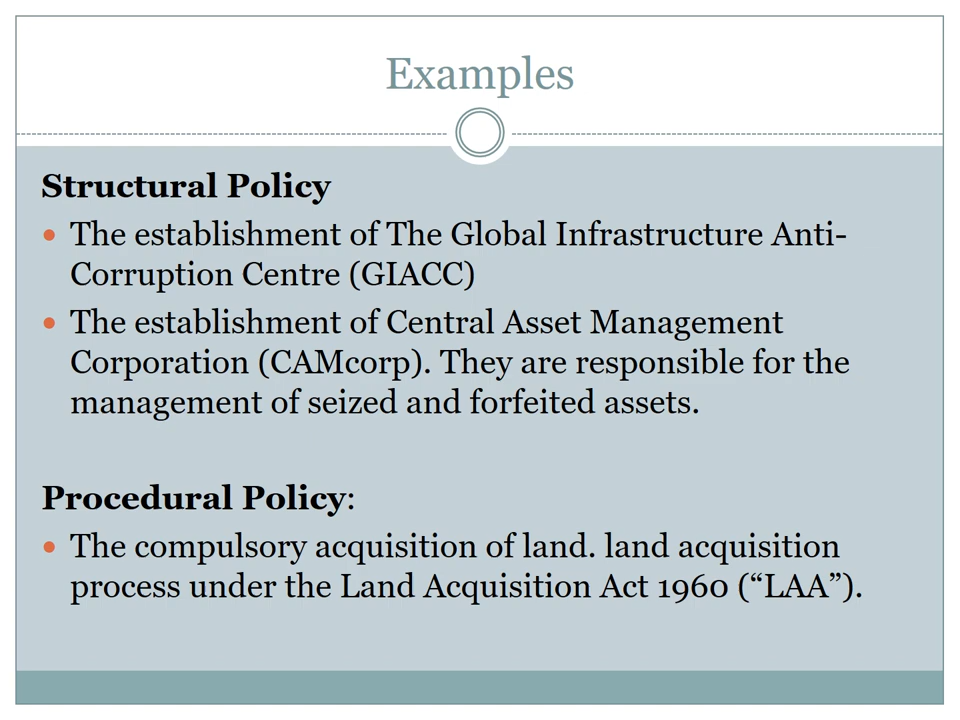 Examples
Structural Policy
• The establishment of The Global Infrastructure Anti-
Corruption Centre (GIACC)
• The establishment of Central Asset Management
Corporation (CAMcorp). They are responsible for the
management of seized and forfeited assets.
Procedural Policy:
• The compulsory acquisition of land. land acquisition
process under the Land Acquisition Act 1960 (“LAA”).